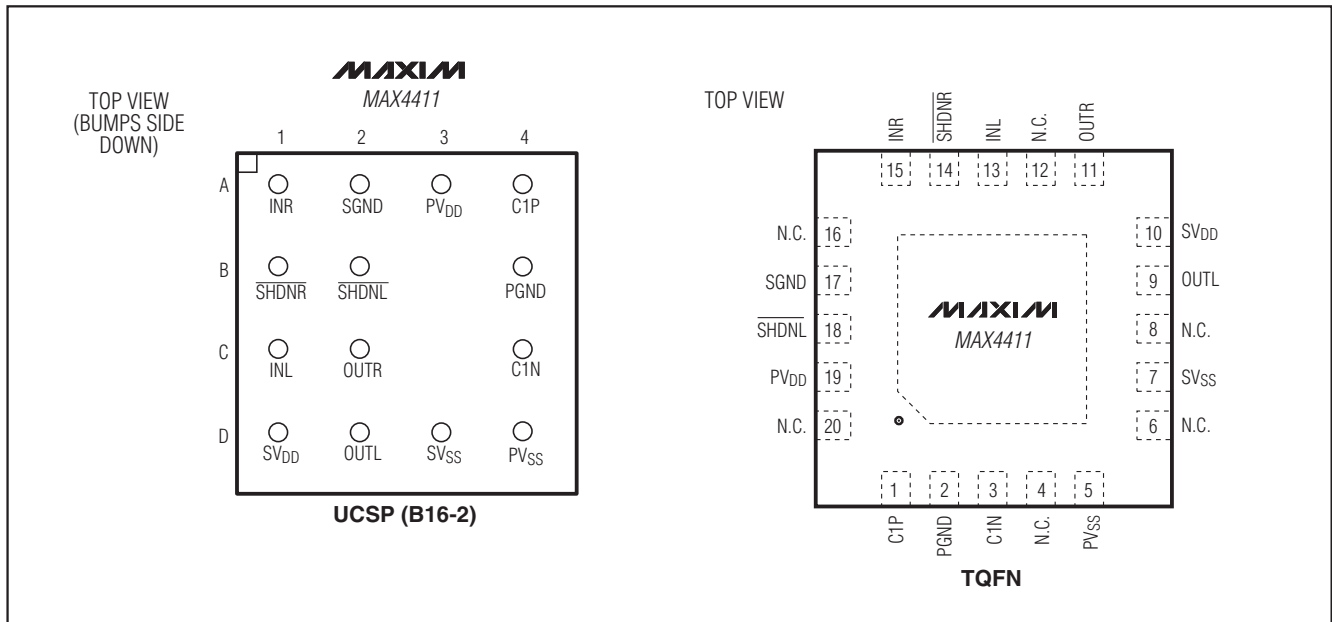 MAXIM
MAX4411
TOP VIEW
(BUMPS SIDE
DOWN)
1 2 3 4
A
INR SGND PVDD C1P
B
SHDNR SHDNL PGND
C
INL OUTR C1N
D
SVDD OUTL SVSS PVSS
UCSP (B16-2)
TOP VIEW
INR SHDNR INL N.C. OUTR
15 14 13 12 11
N.C. 16 10 SVDD
SGND 17 9 OUTL
MAXIM
MAX4411
SHDNL 18 8 N.C.
PVDD 19 7 SVSS
N.C. 20 6 N.C.
1 2 3 4 5
C1P PGND C1N N.C. PVSS
TQFN